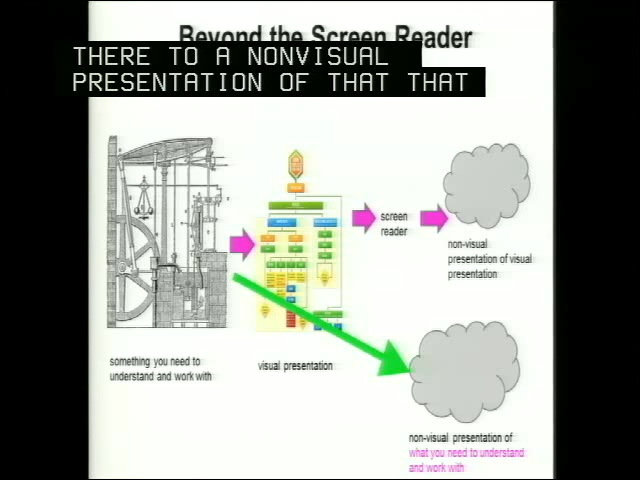 Beyond the Screen Reader
THERE TO A NONVISUAL
PRESENTATION OF THAT THAT
screen
reader
non-visual
presentation of visual
presentation
something you need to
understand and work with
visual presentation
non-visual presentation of
what you need to understand
and work with